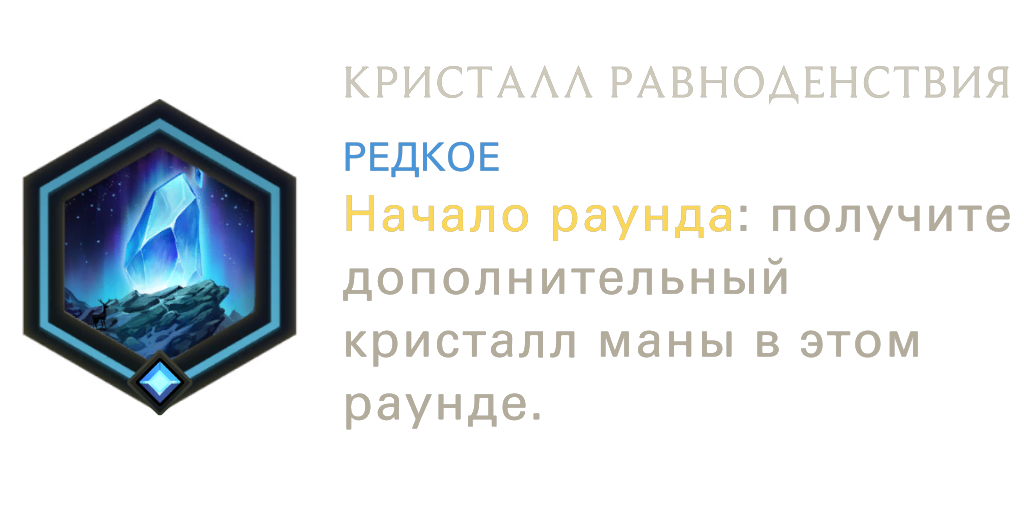 КРИСТАЛЛ РАВНОДЕНСТВИЯ
РЕДКОЕ
Начало раунда: получите
дополнительный
кристалл маны в этом
раунде.